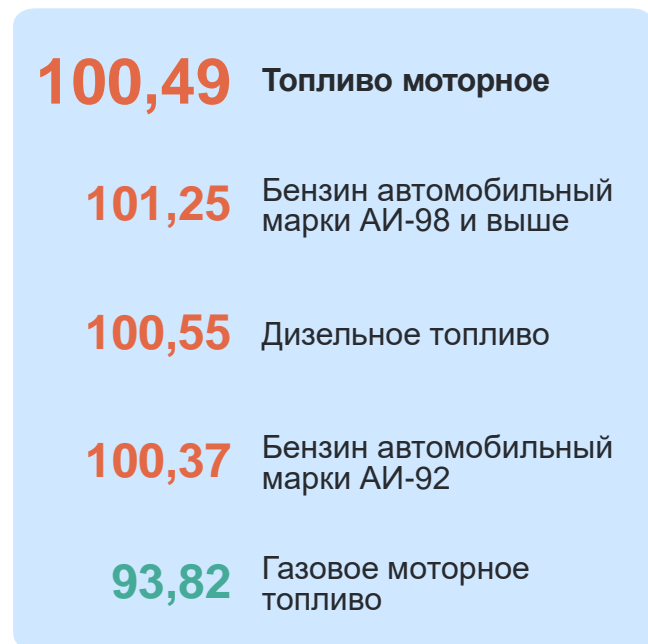 100,49 Топливо моторное
101,25 Бензин автомобильный
марки АИ-98 и выше
100,55 Дизельное топливо
100,37 Бензин автомобильный
марки АИ-92
93,82 Газовое моторное
топливо